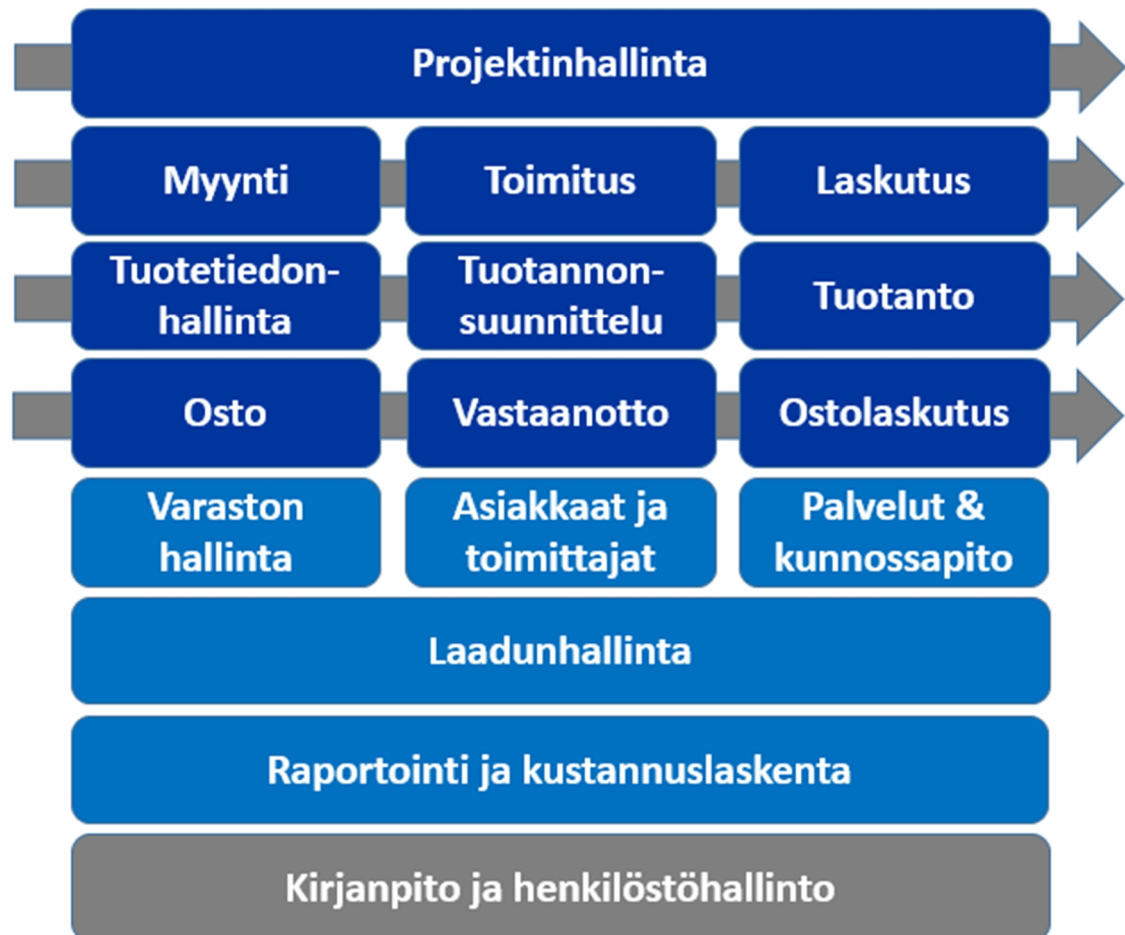 Projektinhallinta
Myynti
Toimitus
Laskutus
Tuotetiedon-
hallinta
Tuotannon-
suunnittelu
Tuotanto
Osto
Vastaanotto
Ostolaskutus
Varaston
hallinta
Asiakkaat ja
toimittajat
Palvelut &
kunnossapito
Laadunhallinta
Raportointi ja kustannuslaskenta
Kirjanpito ja henkilöstöhallinto